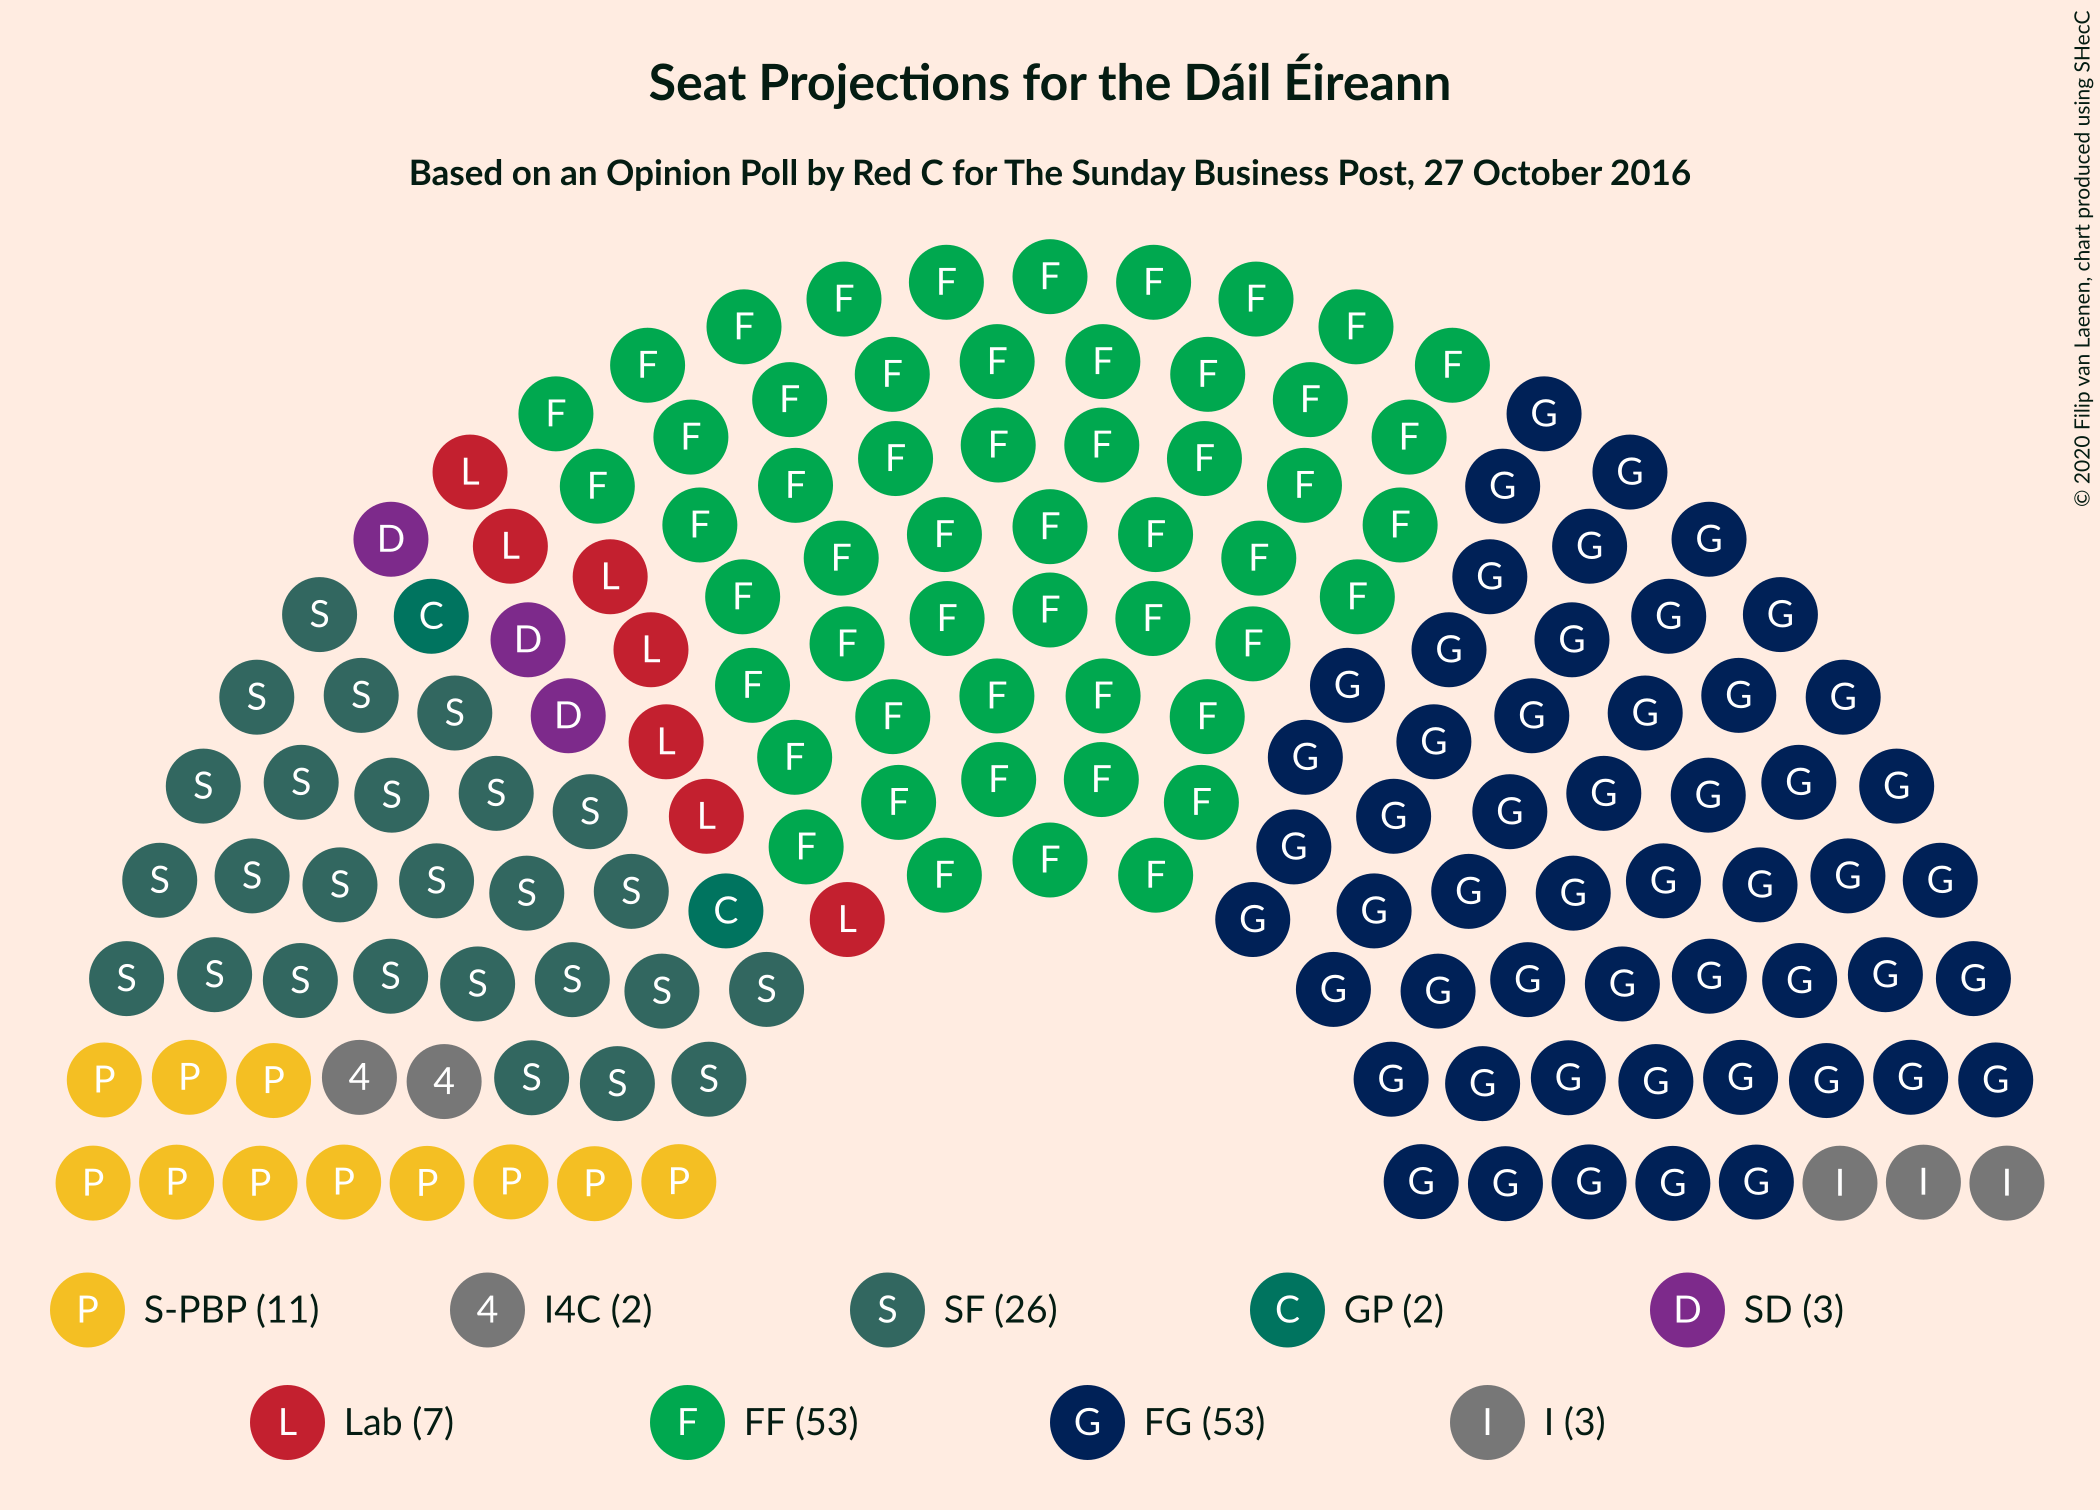 Seat Projections for the Dáil Éireann
Based on an Opinion Poll by Red C for The Sunday Business Post, 27 October 2016
© 2020 Filip van Laenen, chart produced using SHecC
F F F F F F F F F F F G
L F F F F F F F F G G
D L F F F F F F F F G G G
S C D L F F F F F F F G G G G
S S S D L F F F F F F G G G G G G
S S S S S L F F F F F F G G G G G G G
S S S S S S C L F F F F F F F G G G G G G G G G
S S S S S S S S F F F G G G G G G G G
P P P 4 4 S S S G G G G G G G G
P P P P P P P P G G G G G I I I
P S-PBP (11) 4 I4C (2) S SF (26) C GP (2) D SD (3)
L Lab (7) F FF (53) G FG (53) I I (3)